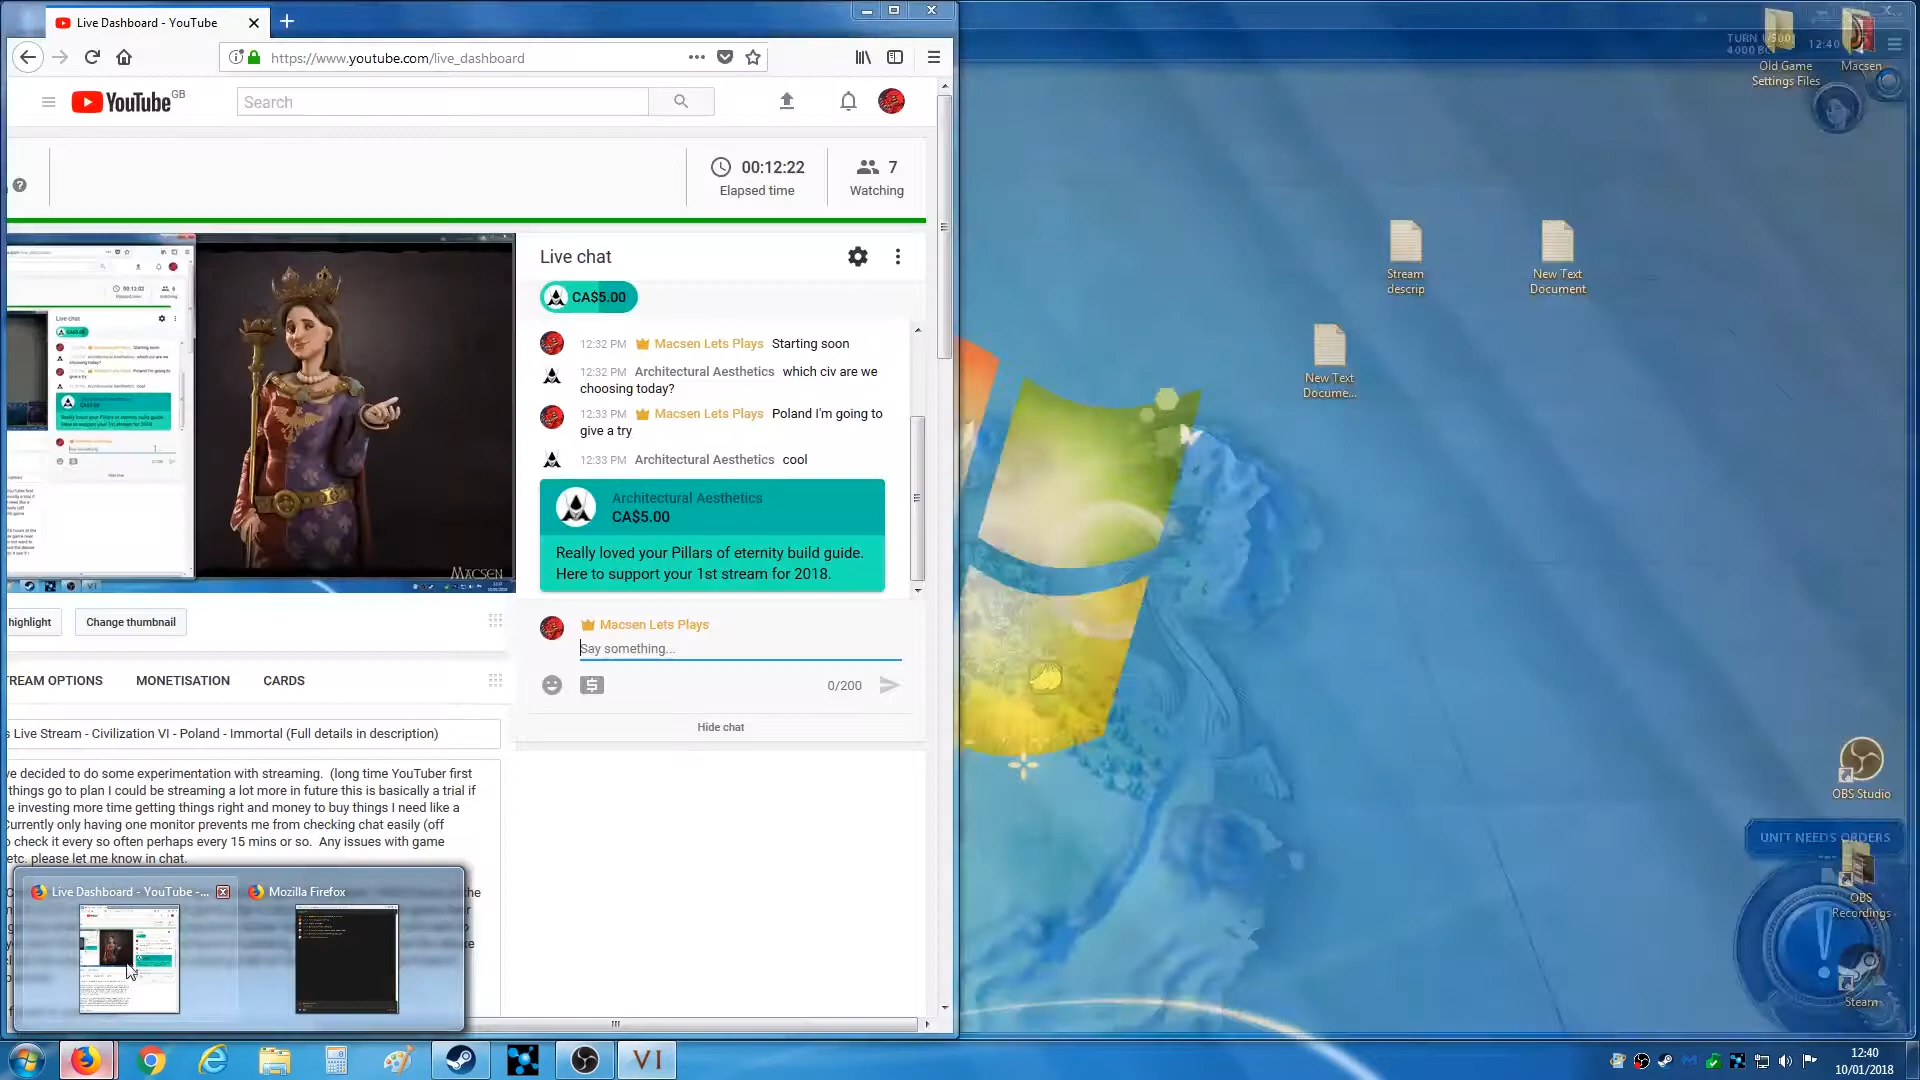 Live Dashboard - YouTube
https://www.youtube.com/live_dashboard
YouTube GB
Search
00:12:22
Elapsed time
7
Watching
Live chat
CA$5.00
12:32 PM Macsen Lets Plays Starting soon
12:32 PM Architectural Aesthetics which civ are we
choosing today?
12:33 PM Macsen Lets Plays Poland I'm going to
give a try
12:33 PM Architectural Aesthetics cool
Architectural Aesthetics
CA$5.00
Really loved your Pillars of eternity build guide.
Here to support your 1st stream for 2018.
MACSEN
highlight
Change thumbnail
Macsen Lets Plays
Say something...
0/200
Hide chat
REAM OPTIONS
MONETISATION
CARDS
s Live Stream - Civilization VI - Poland - Immortal (Full details in description)
ve decided to do some experimentation with streaming. (long time YouTuber first
things go to plan I could be streaming a lot more in future this is basically a trial if
e investing more time getting things right and money to buy things I need like a
Currently only having one monitor prevents me from checking chat easily (off
o check it every so often perhaps every 15 mins or so. Any issues with game
etc. please let me know in chat.
Live Dashboard - YouTube -...
Mozilla Firefox
TURN 1/500
4000 BC
12:40
Old Game
Settings Files
Macsen
Stream
descrip
New Text
Document
New Text
Docume...
OBS Studio
UNIT NEEDS ORDERS
OBS
Recordings
Steam
VI
12:40
10/01/2018